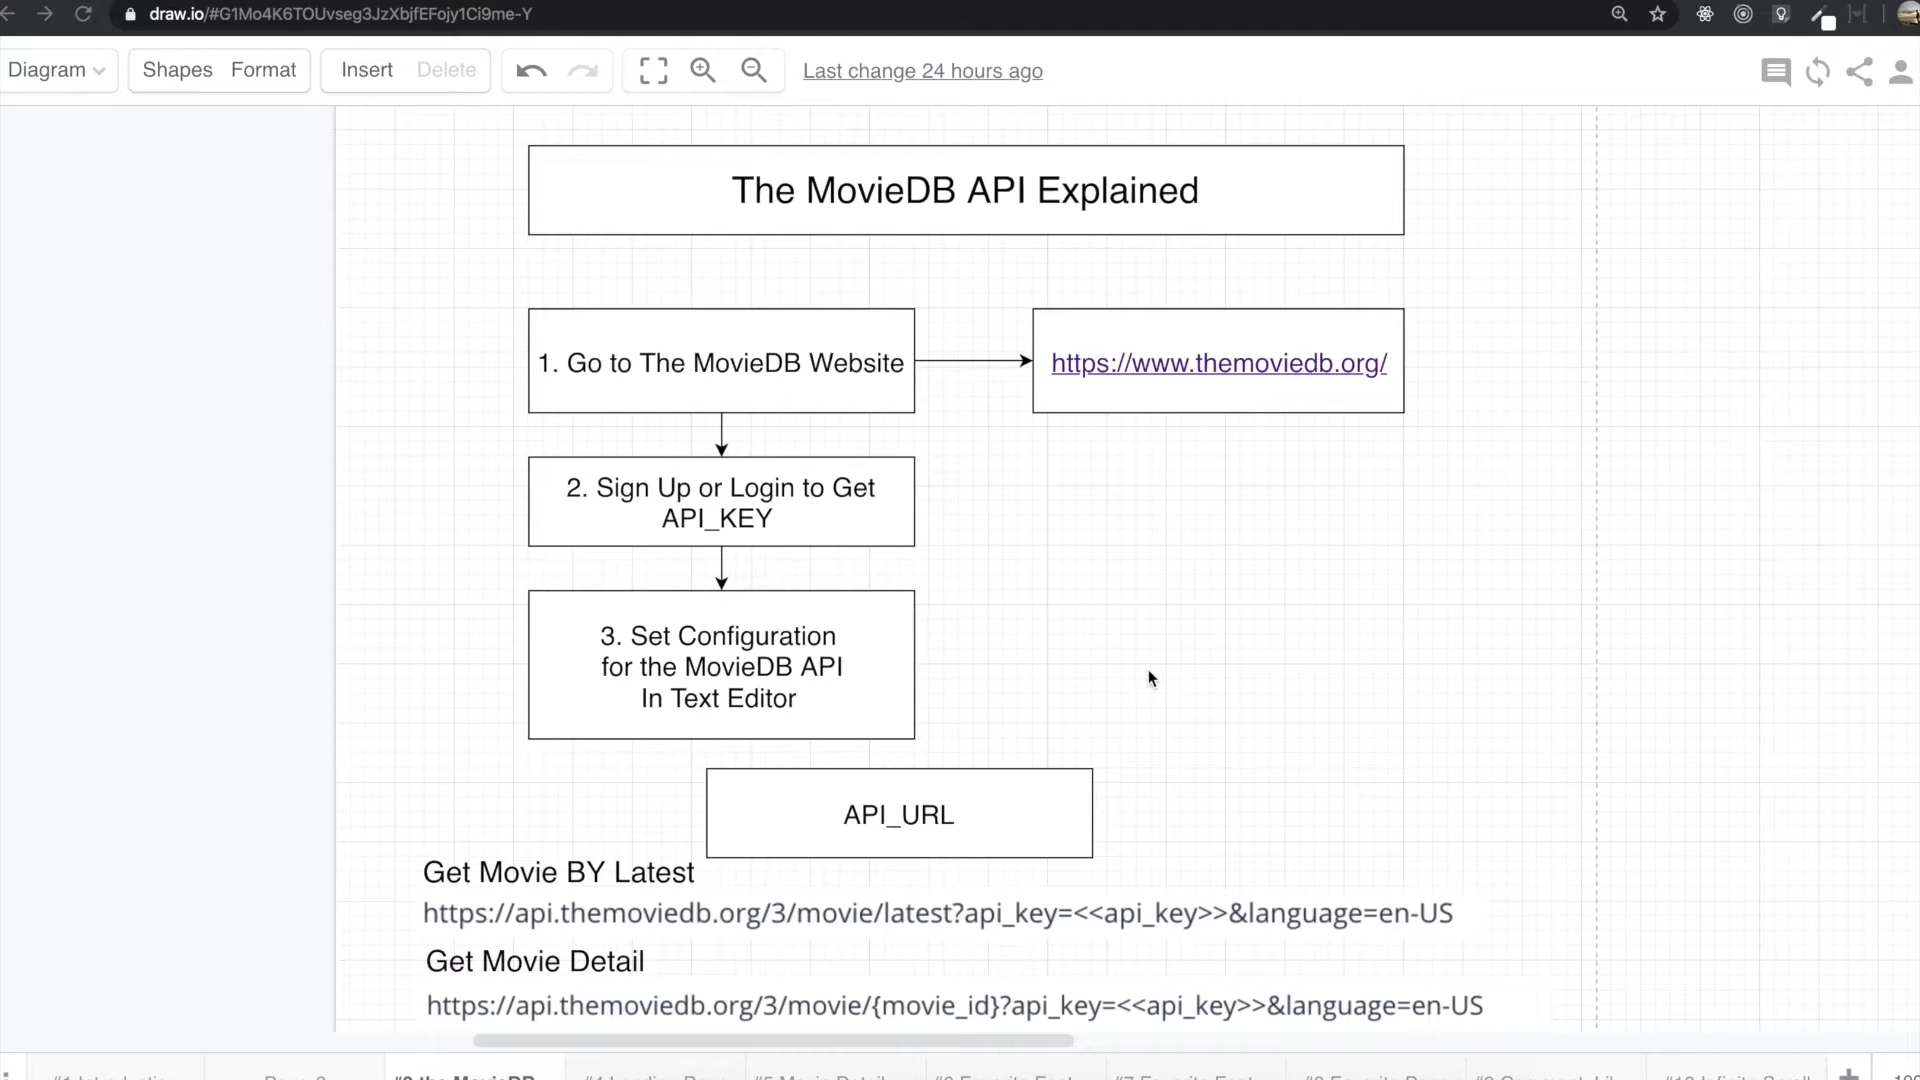 draw.io/#G1Mo4K6TOUvseg3JzXbjfEFojy1Ci9me-Y
Diagram Shapes Format Insert Delete Last change 24 hours ago
The MovieDB API Explained
1. Go to The MovieDB Website
https://www.themoviedb.org/
2. Sign Up or Login to Get
API_KEY
3. Set Configuration
for the MovieDB API
In Text Editor
API_URL
Get Movie BY Latest
https://api.themoviedb.org/3/movie/latest?api_key=<<api_key>>&language=en-US
Get Movie Detail
https://api.themoviedb.org/3/movie/{movie_id}?api_key=<<api_key>>&language=en-US